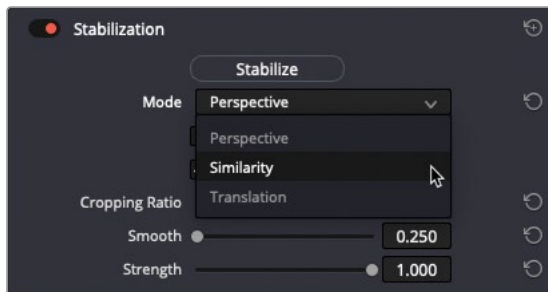 Stabilization
Stabilize
Mode Perspective
Perspective
Similarity
Translation
Cropping Ratio
Smooth 0.250
Strength 1.000